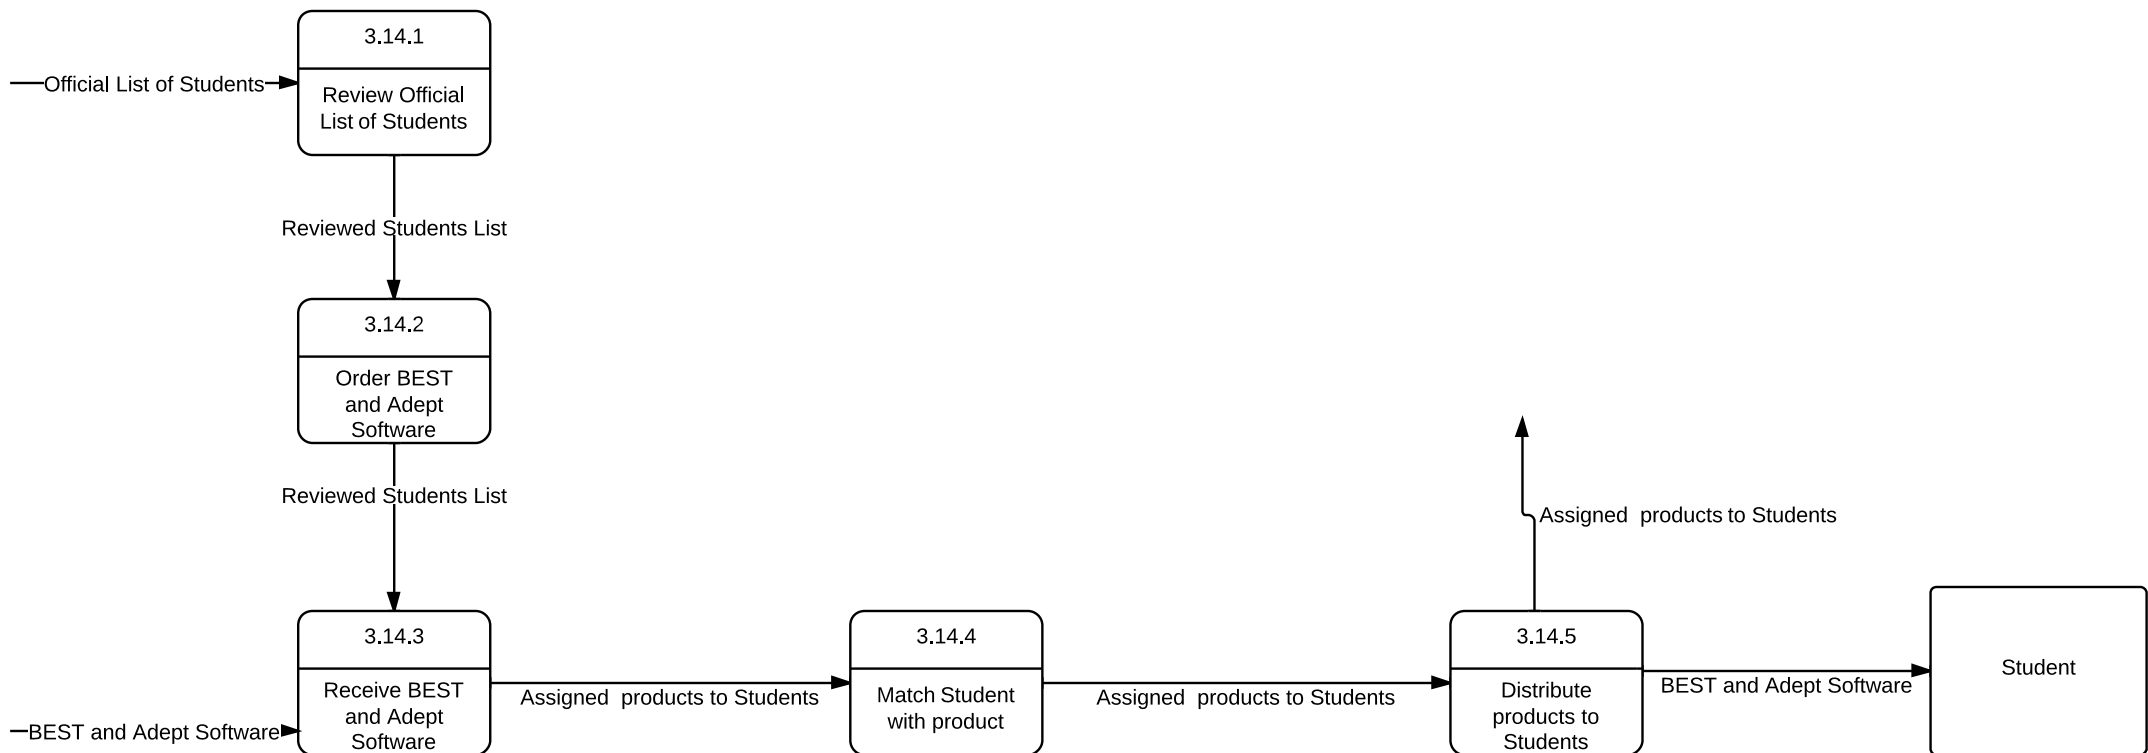 3.14.1
Official List of Students
Review Official
List of Students
Reviewed Students List
3.14.2
Order BEST
and Adept
Software
Reviewed Students List
Assigned  products to Students
3.14.3
Receive BEST
and Adept
Software
BEST and Adept Software
Assigned  products to Students
3.14.4
Match Student
with product
Assigned  products to Students
3.14.5
Distribute
products to
Students
BEST and Adept Software
Student